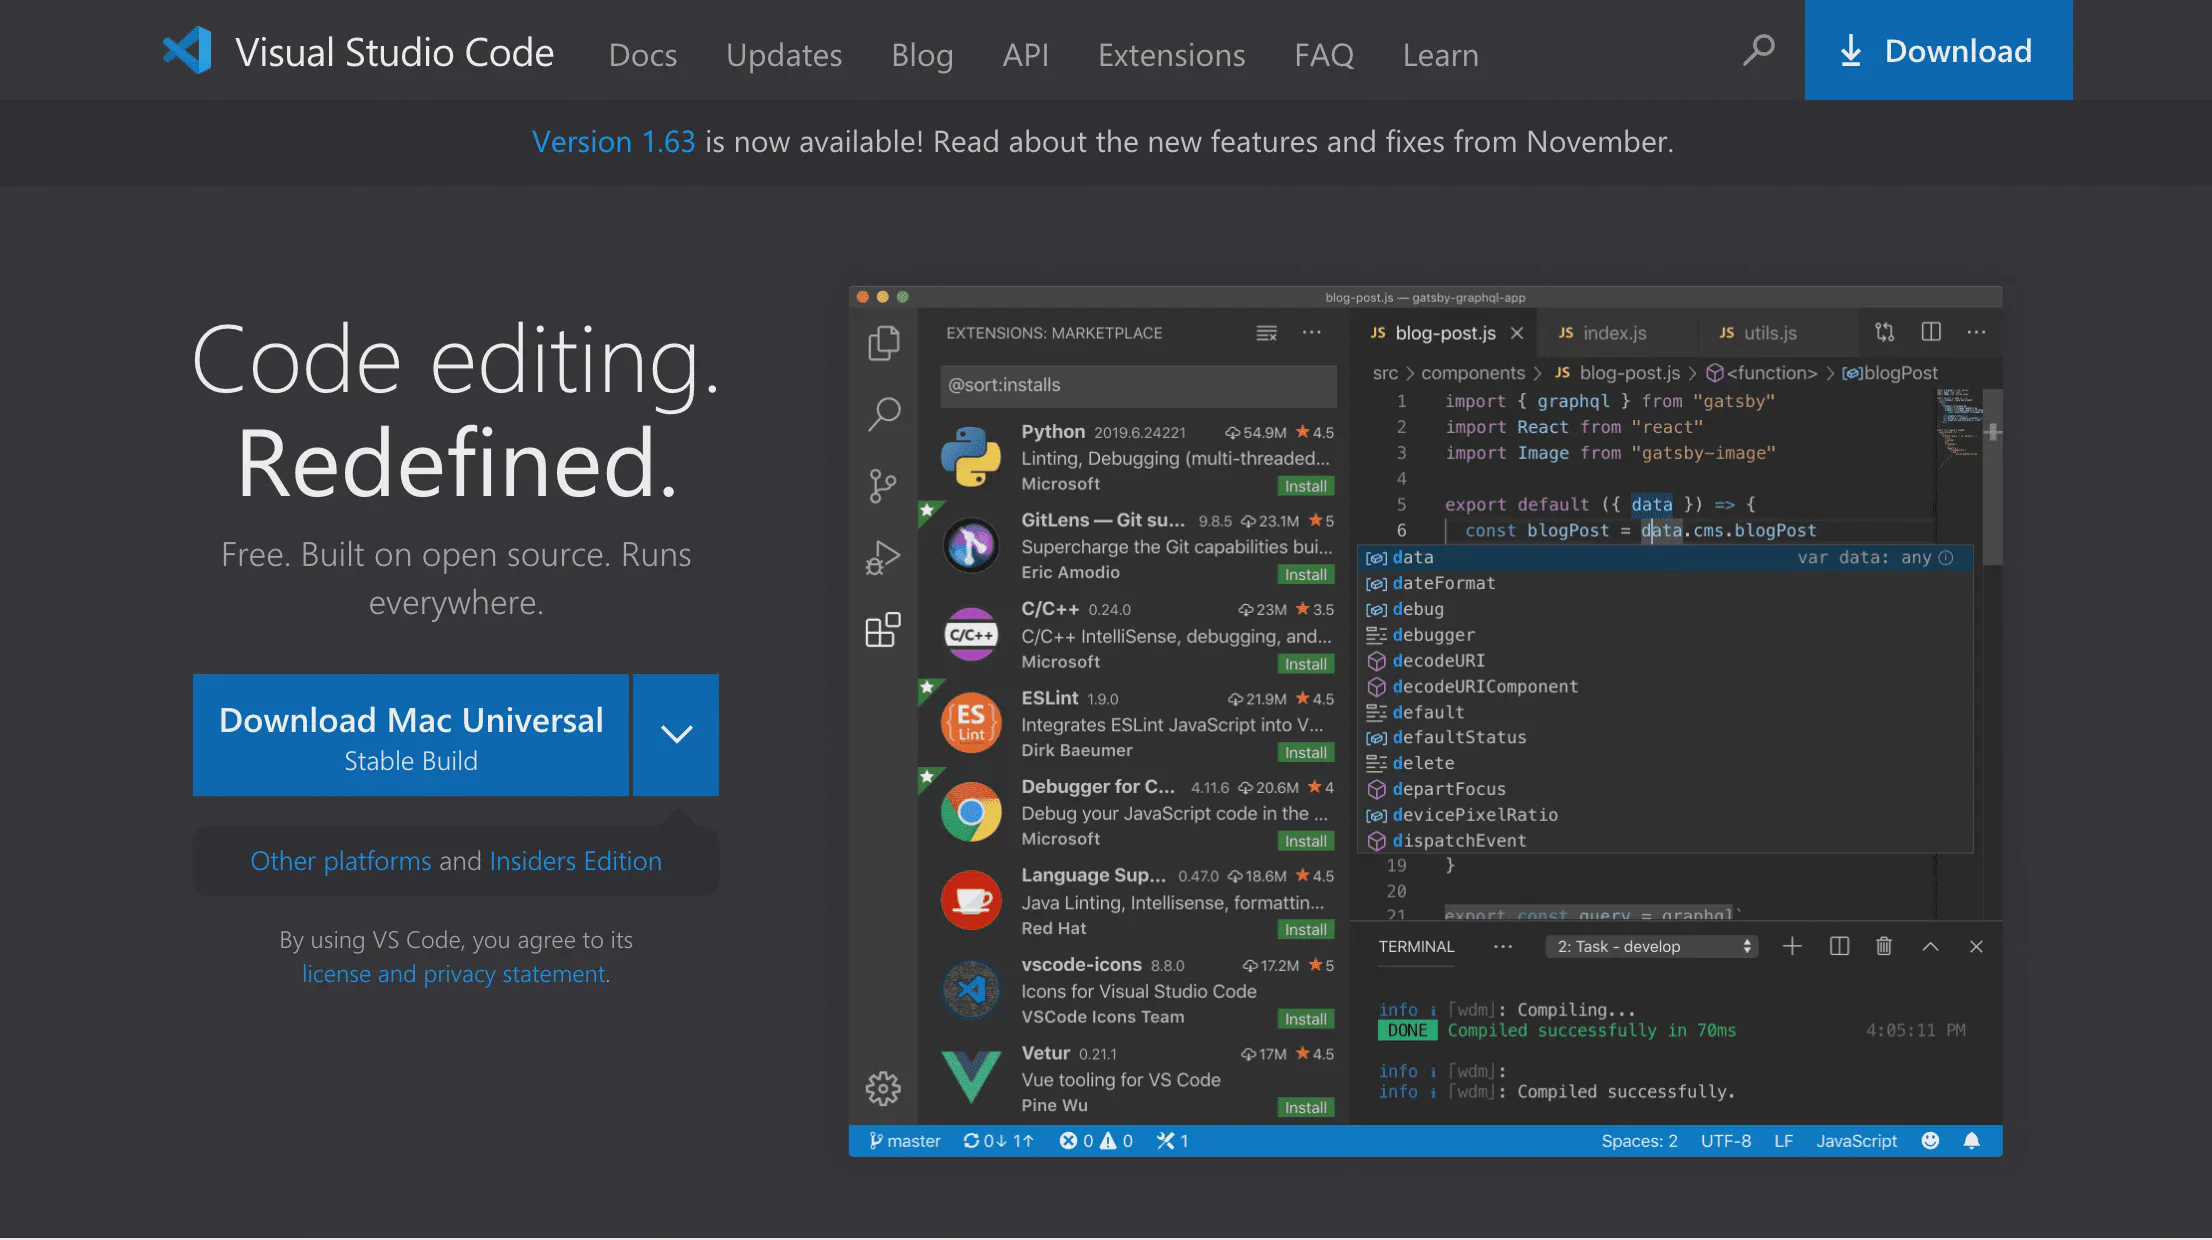 Visual Studio Code Docs Updates Blog API Extensions FAQ Learn Download
Version 1.63 is now available! Read about the new features and fixes from November.
Code editing.
Redefined.
Free. Built on open source. Runs
everywhere.
Download Mac Universal
Stable Build
Other platforms and Insiders Edition
By using VS Code, you agree to its
license and privacy statement.
blog-post.js — gatsby-graphql-app
EXTENSIONS: MARKETPLACE
@sort:installs
Python 2019.6.24221 54.9M 4.5
Linting, Debugging (multi-threaded...
Microsoft Install
GitLens — Git su... 9.8.5 23.1M 5
Supercharge the Git capabilities bui...
Eric Amodio Install
C/C++
C/C++ 0.24.0 23M 3.5
C/C++ IntelliSense, debugging, and...
Microsoft Install
ES
Lint
ESLint 1.9.0 21.9M 4.5
Integrates ESLint JavaScript into V...
Dirk Baeumer Install
Debugger for C... 4.11.6 20.6M 4
Debug your JavaScript code in the ...
Microsoft Install
Language Sup... 0.47.0 18.6M 4.5
Java Linting, Intellisense, formattin...
Red Hat Install
vscode-icons 8.8.0 17.2M 5
Icons for Visual Studio Code
VSCode Icons Team Install
Vetur 0.21.1 17M 4.5
Vue tooling for VS Code
Pine Wu Install
JS blog-post.js JS index.js JS utils.js
src > components > JS blog-post.js > <function> > blogPost
1 import { graphql } from "gatsby"
2 import React from "react"
3 import Image from "gatsby-image"
4
5 export default ({ data }) => {
6 const blogPost = data.cms.blogPost
data var data: any
dateFormat
debug
debugger
decodeURI
decodeURIComponent
default
defaultStatus
delete
departFocus
devicePixelRatio
dispatchEvent
19 }
20
21 export const query = graphql`
TERMINAL ... 2: Task - develop
info i ⌈wdm⌋: Compiling...
DONE Compiled successfully in 70ms 4:05:11 PM
info i ⌈wdm⌋:
info i ⌈wdm⌋: Compiled successfully.
master 0↓ 1↑ 0 0 1 Spaces: 2 UTF-8 LF JavaScript